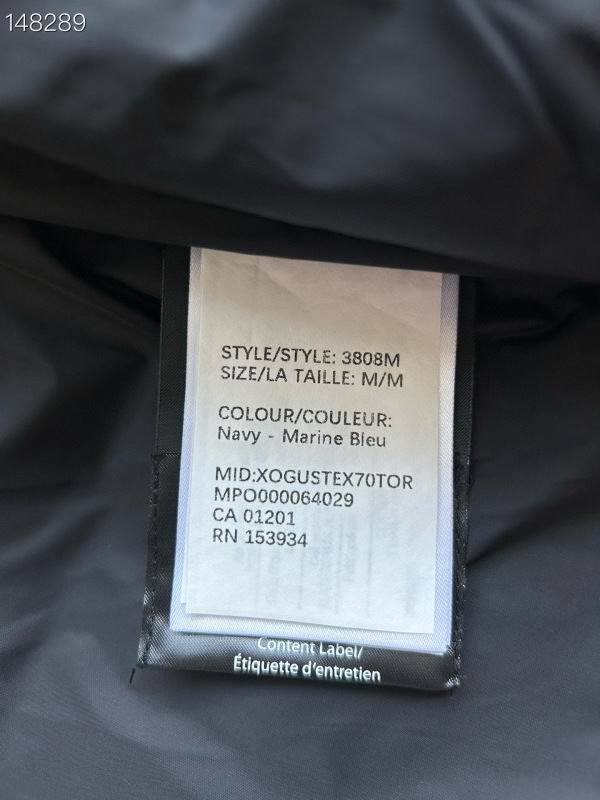 148289
STYLE/STYLE: 3808M
SIZE/LA TAILLE: M/M
COLOUR/COULEUR:
Navy - Marine Bleu
MID:XOGUSTEX70TOR
MPO000064029
CA 01201
RN 153934
Content Label/
Étiquette d'entretien